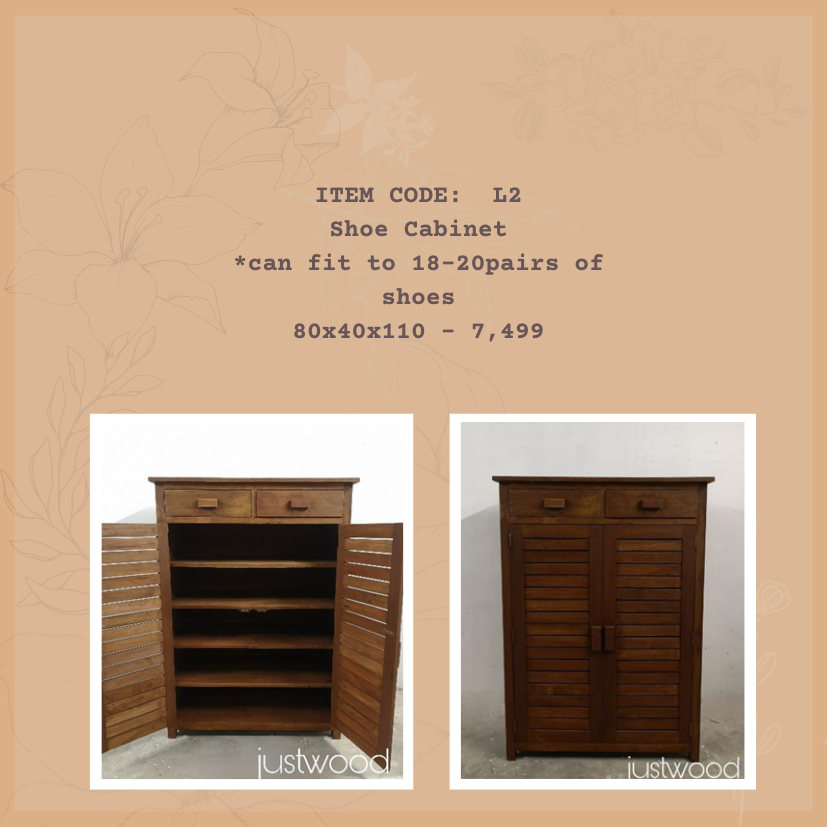 ITEM CODE: L2
Shoe Cabinet
*can fit to 18-20pairs of
shoes
80x40x110 - 7,499
justwood
justwood